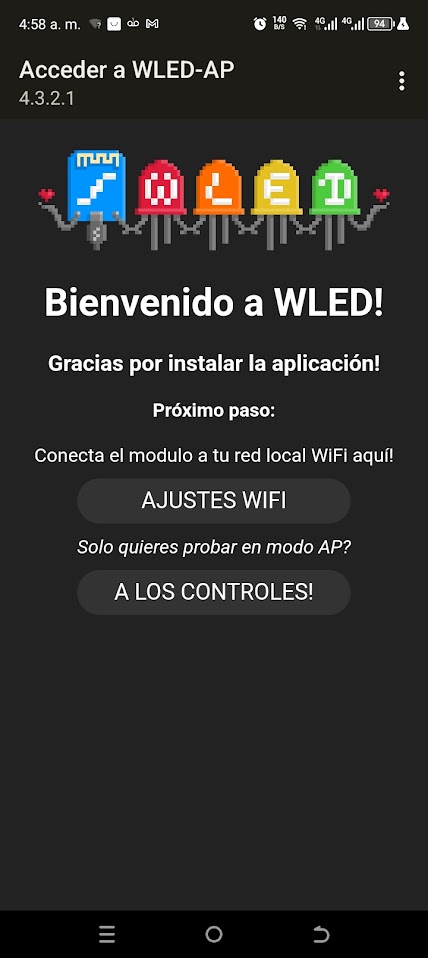 4:58 a. m.
140
B/S
4G
4G
94
Acceder a WLED-AP
4.3.2.1
WLED
Bienvenido a WLED!
Gracias por instalar la aplicación!
Próximo paso:
Conecta el modulo a tu red local WiFi aquí!
AJUSTES WIFI
Solo quieres probar en modo AP?
A LOS CONTROLES!